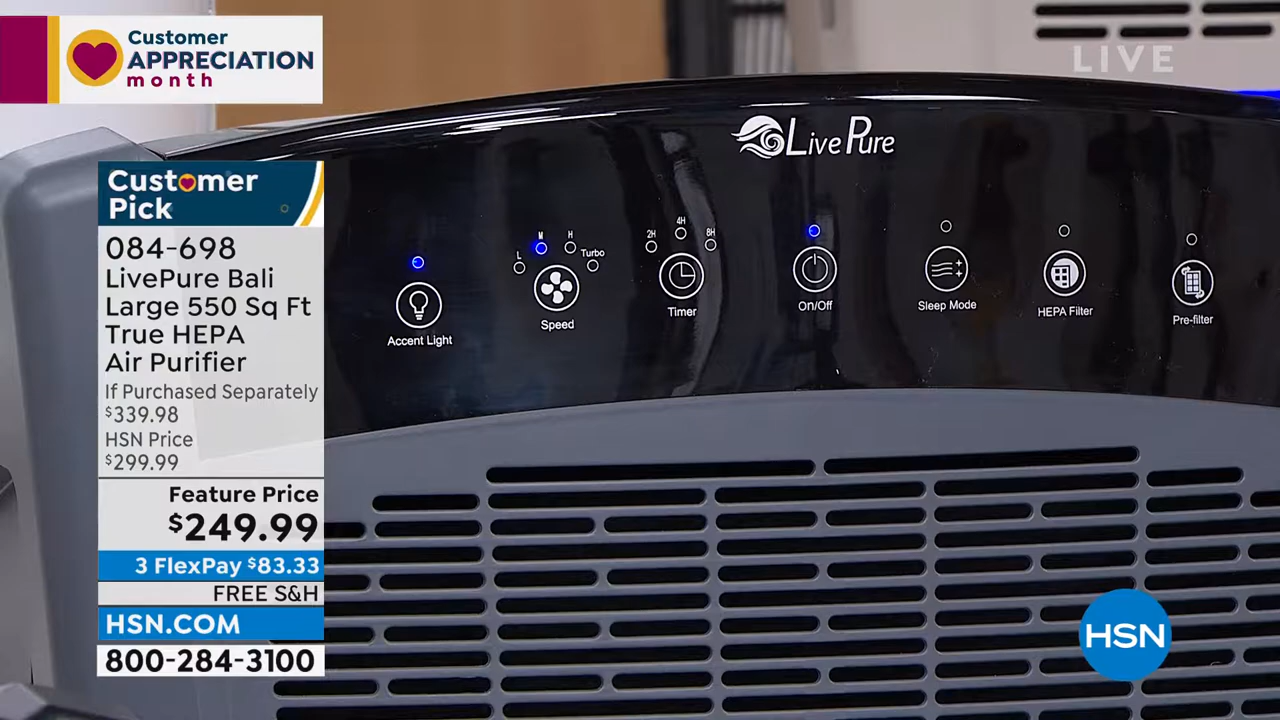 Customer
APPRECIATION
month
LIVE
Customer
Pick
084-698
LivePure Bali
Large 550 Sq Ft
True HEPA
Air Purifier
If Purchased Separately
$339.98
HSN Price
$299.99
Feature Price
$249.99
3 FlexPay $83.33
FREE S&H
HSN.COM
800-284-3100
Live Pure
L M H Turbo
2H 4H 8H
Accent Light
Speed
Timer
On/Off
Sleep Mode
HEPA Filter
Pre-filter
HSN